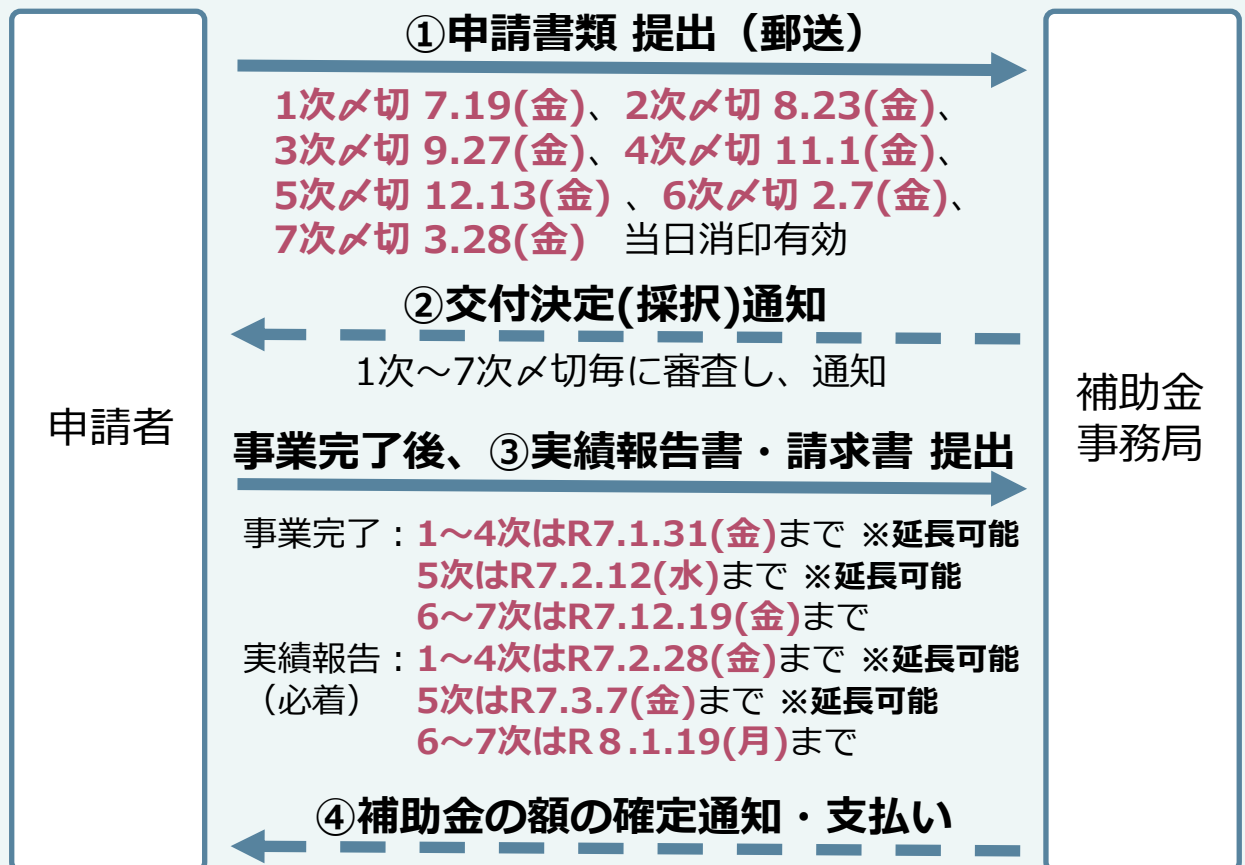 ①申請書類 提出（郵送）
1次〆切 7.19(金)、2次〆切 8.23(金)、
3次〆切 9.27(金)、4次〆切 11.1(金)、
5次〆切 12.13(金) 、6次〆切 2.7(金)、
7次〆切 3.28(金)　当日消印有効
②交付決定(採択)通知
1次～7次〆切毎に審査し、通知
申請者
補助金
事務局
事業完了後、③実績報告書・請求書 提出
事業完了：1～4次はR7.1.31(金)まで ※延長可能
5次はR7.2.12(水)まで ※延長可能
6～7次はR7.12.19(金)まで
実績報告：1～4次はR7.2.28(金)まで ※延長可能
（必着）　5次はR7.3.7(金)まで ※延長可能
6～7次はR８.1.19(月)まで
④補助金の額の確定通知・支払い